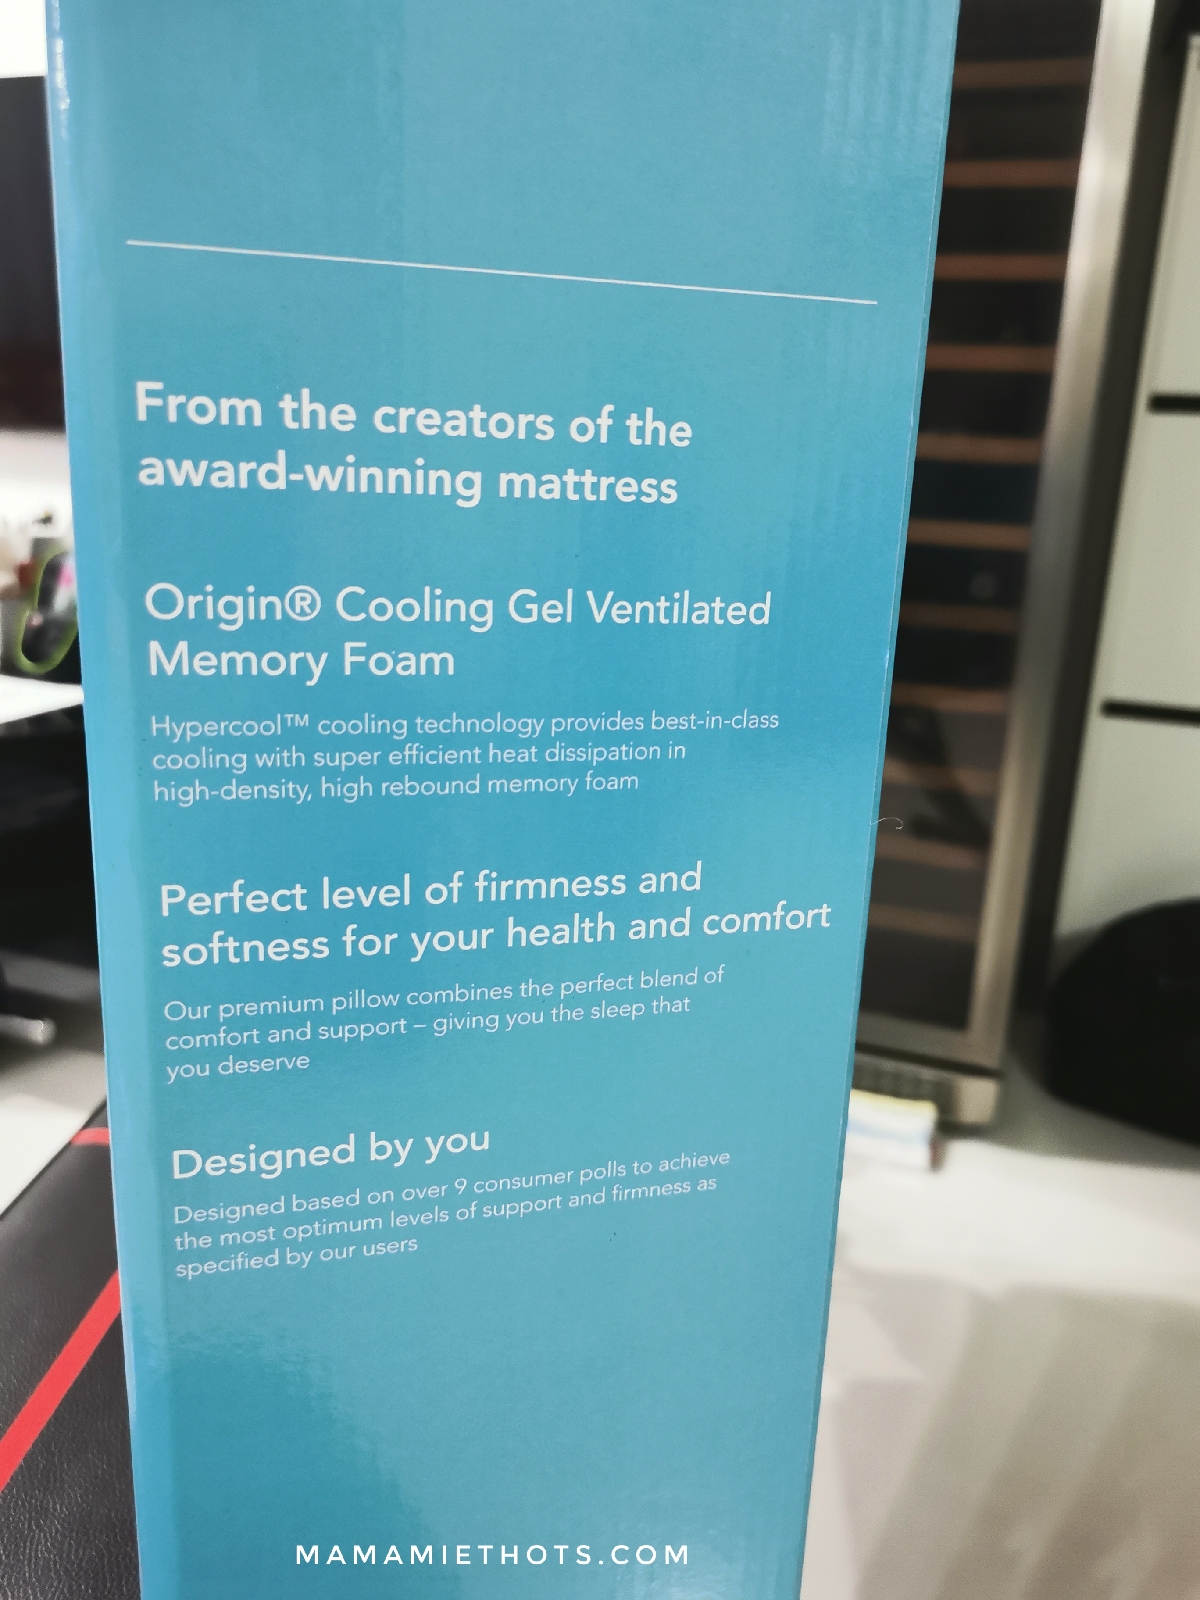 From the creators of the
award-winning mattress
Origin® Cooling Gel Ventilated
Memory Foam
Hypercool™ cooling technology provides best-in-class
cooling with super efficient heat dissipation in
high-density, high rebound memory foam
Perfect level of firmness and
softness for your health and comfort
Our premium pillow combines the perfect blend of
comfort and support – giving you the sleep that
you deserve
Designed by you
Designed based on over 9 consumer polls to achieve
the most optimum levels of support and firmness as
specified by our users
MAMAMIETHOTS.COM